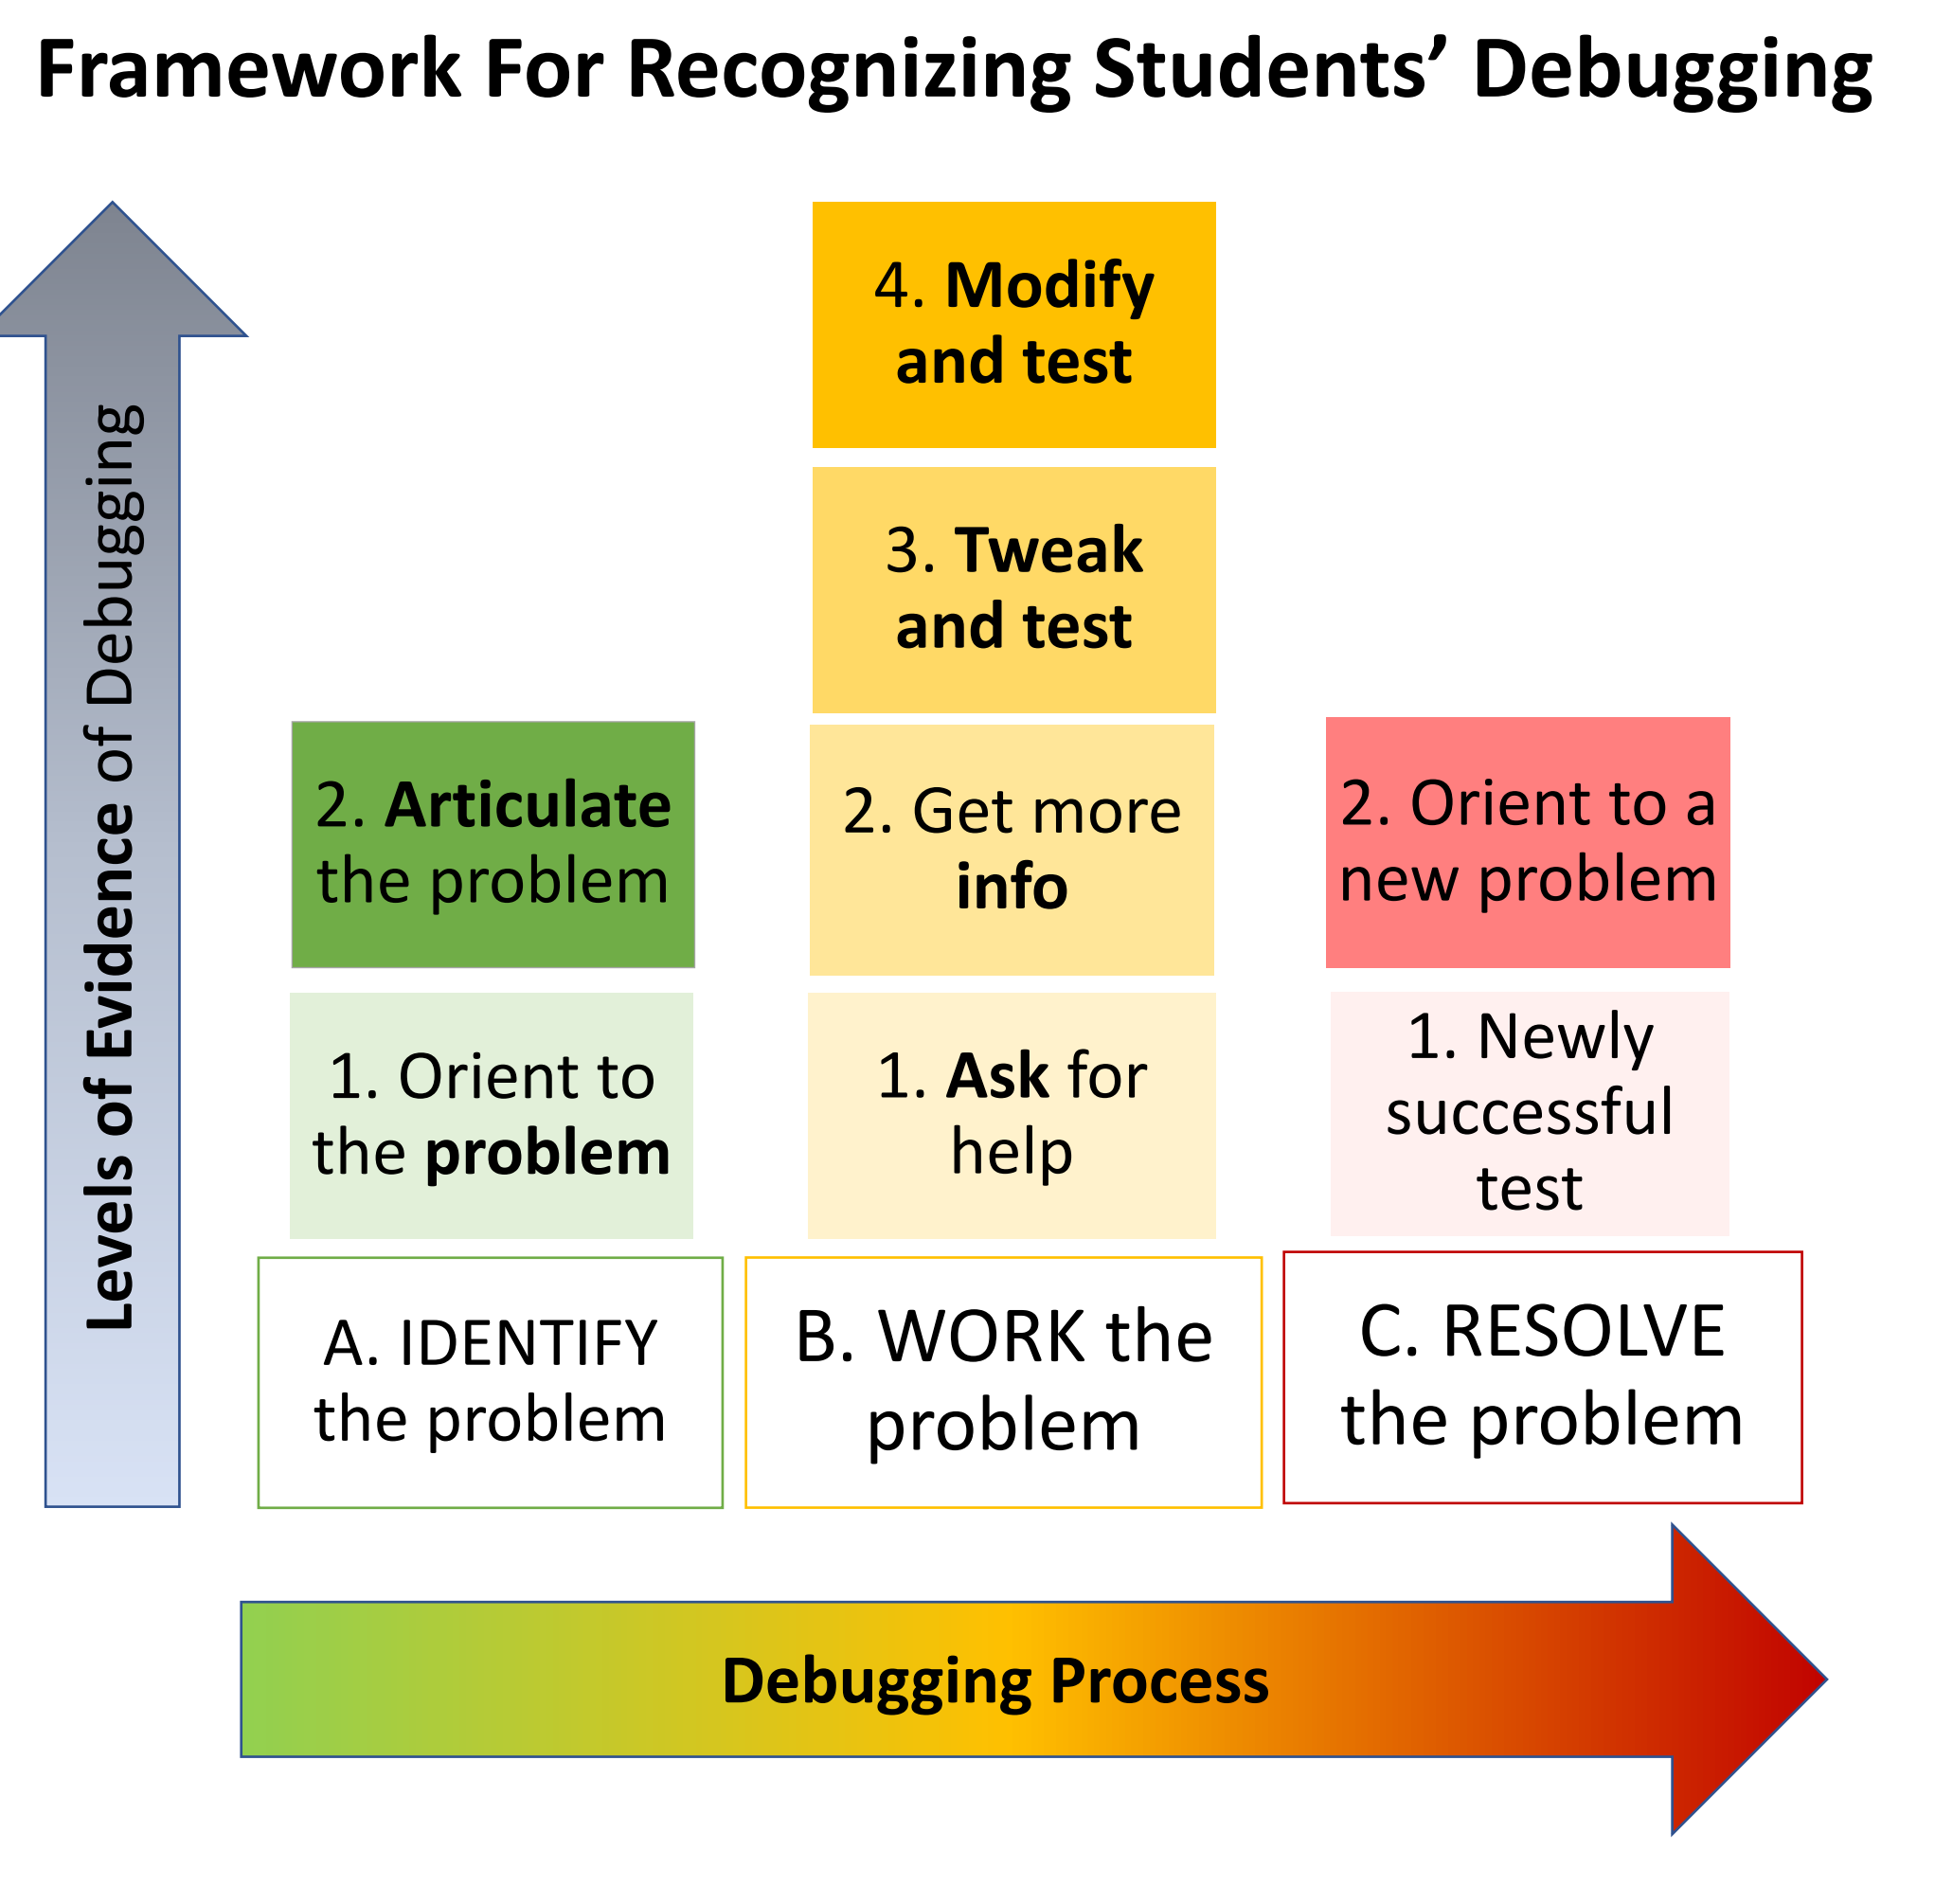 Framework For Recognizing Students’ Debugging
Levels of Evidence of Debugging
4. Modify
and test
3. Tweak
and test
2. Articulate
the problem
2. Get more
info
2. Orient to a
new problem
1. Orient to
the problem
1. Ask for
help
1. Newly
successful
test
A. IDENTIFY
the problem
B. WORK the
problem
C. RESOLVE
the problem
Debugging Process